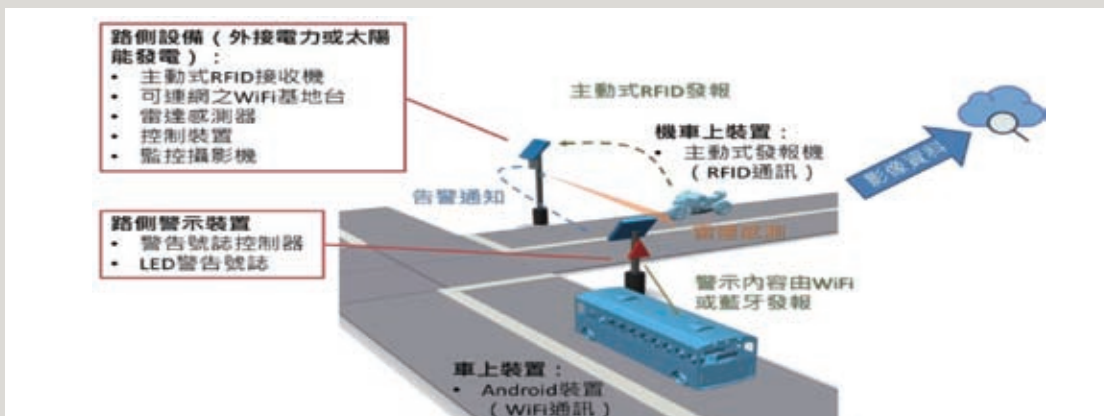 路側設備（外接電力或太陽
能發電）：
• 主動式RFID接收機
• 可連網之WiFi基地台
• 雷達感測器
• 控制裝置
• 監控攝影機
主動式RFID發報
機車上裝置：
• 主動式發報機
（RFID通訊）
影像資料
告警通知
雷達感測
路側警示裝置
• 警告號誌控制器
• LED警告號誌
警示內容由WiFi
或藍牙發報
車上裝置：
• Android裝置
（WiFi通訊）